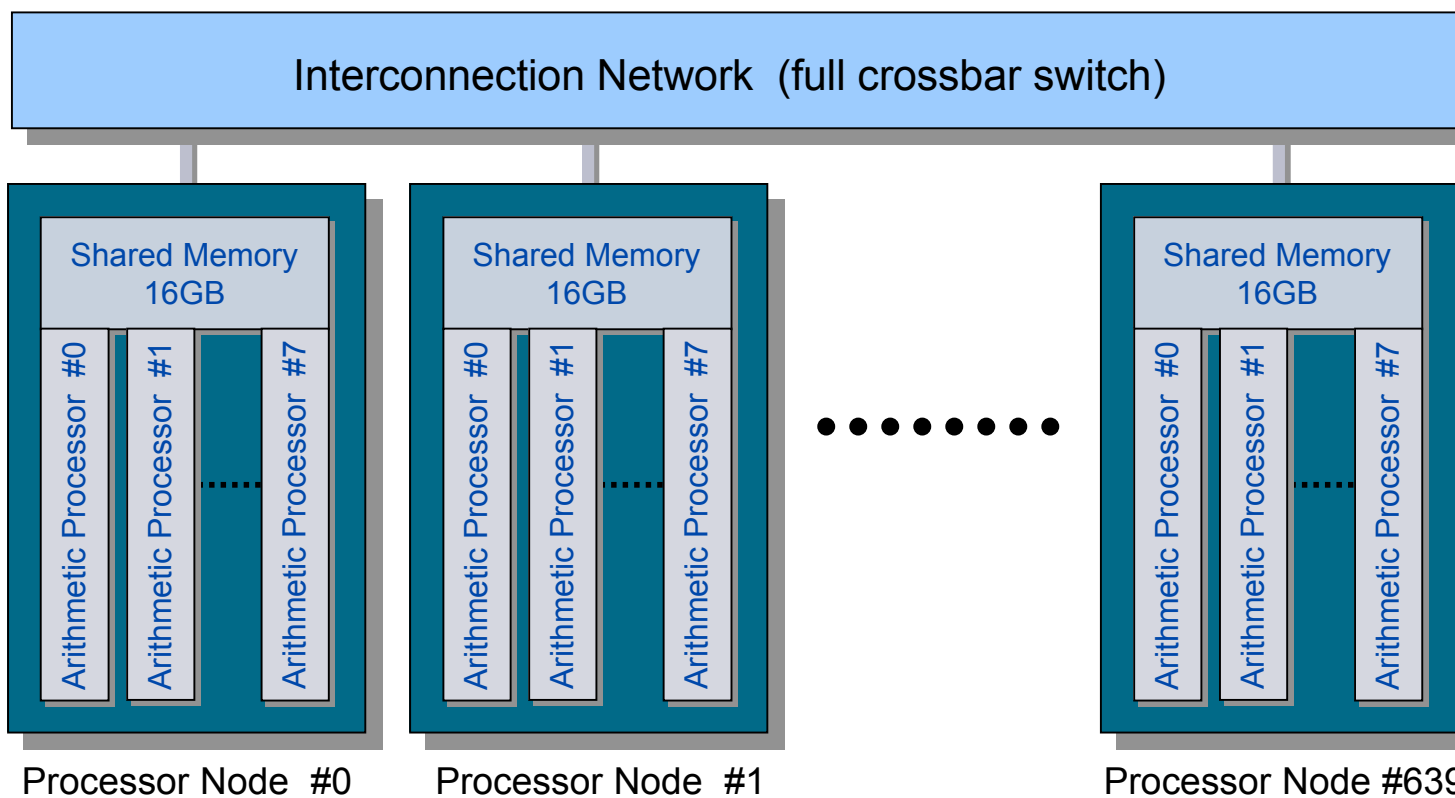 Interconnection Network (full crossbar switch)
Shared Memory
16GB
Arithmetic Processor #0
Arithmetic Processor #1
Arithmetic Processor #7
Processor Node #0
Shared Memory
16GB
Arithmetic Processor #0
Arithmetic Processor #1
Arithmetic Processor #7
Processor Node #1
Shared Memory
16GB
Arithmetic Processor #0
Arithmetic Processor #1
Arithmetic Processor #7
Processor Node #639